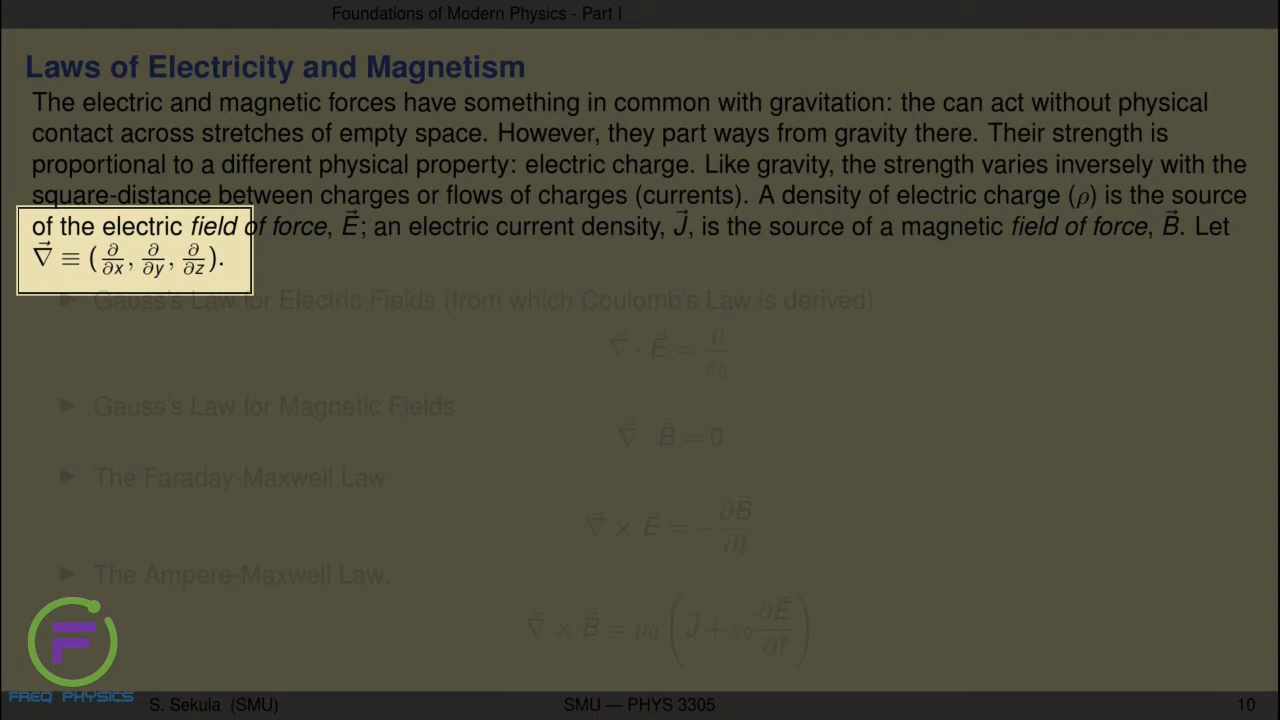 Foundations of Modern Physics - Part I
Laws of Electricity and Magnetism
The electric and magnetic forces have something in common with gravitation: the can act without physical
contact across stretches of empty space. However, they part ways from gravity there. Their strength is
proportional to a different physical property: electric charge. Like gravity, the strength varies inversely with the
square-distance between charges or flows of charges (currents). A density of electric charge (ρ) is the source
of the electric field of force, E⃗; an electric current density, J⃗, is the source of a magnetic field of force, B⃗. Let
∇⃗ ≡ (∂/∂x, ∂/∂y, ∂/∂z).
▶ Gauss's Law for Electric Fields (from which Coulomb's Law is derived)
∇⃗ · E⃗ = ρ/ε₀
▶ Gauss's Law for Magnetic Fields
∇⃗ B⃗ = 0
▶ The Faraday-Maxwell Law
∇⃗ × E⃗ = −∂B⃗/∂t
▶ The Ampere-Maxwell Law.
∇⃗ × B⃗ = μ₀ (J⃗ + ε₀ ∂E⃗/∂t)
F
FREQ PHYSICS
S. Sekula (SMU) SMU — PHYS 3305 10